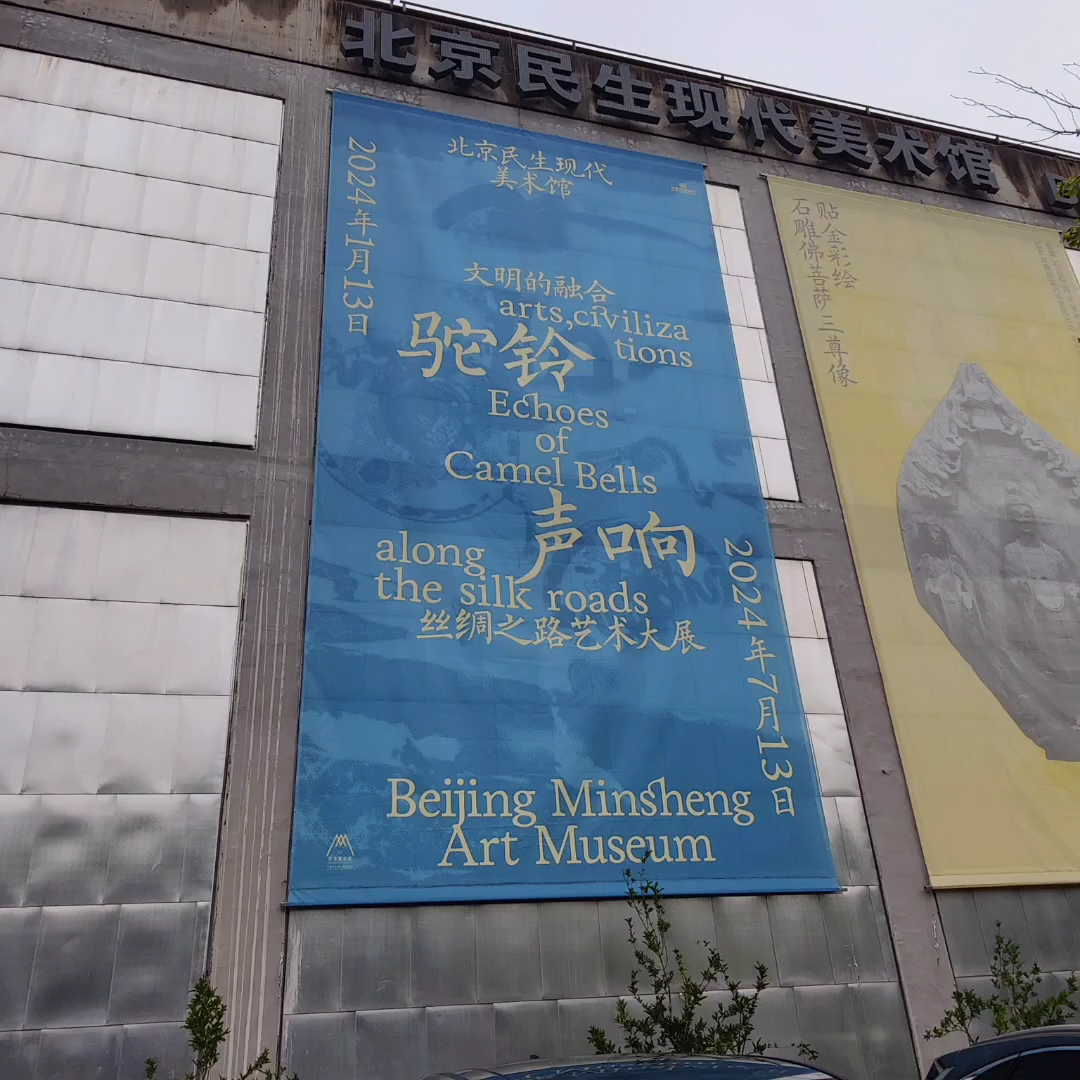 北京民生现代美术馆
北京民生现代
美术馆
2024年1月13日
文明的融合
arts,civiliza
tions
驼铃
Echoes
of
Camel Bells
声响
along
the silk roads
丝绸之路艺术大展
2024年7月13日
Beijing Minsheng
Art Museum
贴金彩绘
石雕佛菩萨三尊像